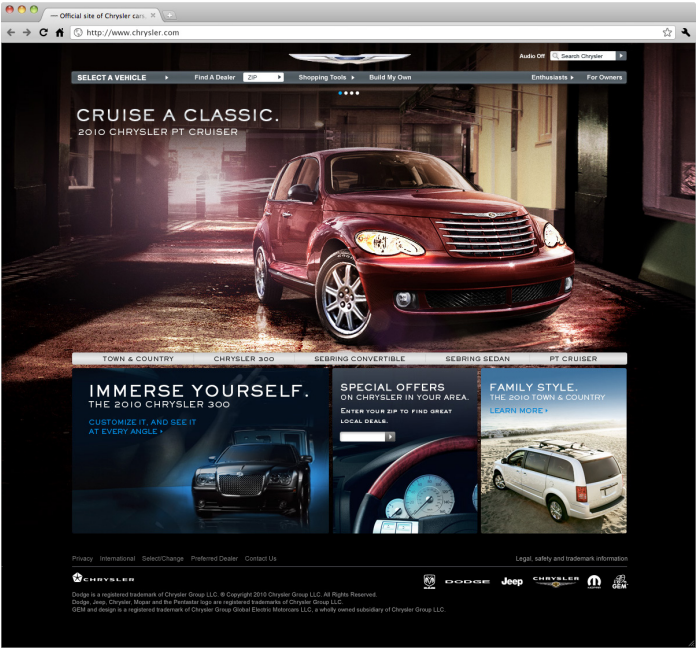 — Official site of Chrysler cars,
http://www.chrysler.com
Audio Off
Search Chrysler
SELECT A VEHICLE
Find A Dealer
ZIP
Shopping Tools
Build My Own
Enthusiasts
For Owners
CRUISE A CLASSIC.
2010 CHRYSLER PT CRUISER
TOWN & COUNTRY
CHRYSLER 300
SEBRING CONVERTIBLE
SEBRING SEDAN
PT CRUISER
IMMERSE YOURSELF.
THE 2010 CHRYSLER 300
CUSTOMIZE IT, AND SEE IT
AT EVERY ANGLE
SPECIAL OFFERS
ON CHRYSLER IN YOUR AREA.
ENTER YOUR ZIP TO FIND GREAT
LOCAL DEALS.
FAMILY STYLE.
THE 2010 TOWN & COUNTRY
LEARN MORE
Privacy International Select/Change Preferred Dealer Contact Us
Legal, safety and trademark information
CHRYSLER
DODGE
Jeep
CHRYSLER
GEM
Dodge is a registered trademark of Chrysler Group LLC. © Copyright 2010 Chrysler Group LLC. All Rights Reserved.
Dodge, Jeep, Chrysler, Mopar and the Pentastar logo are registered trademarks of Chrysler Group LLC.
GEM and design is a registered trademark of Chrysler Group Global Electric Motorcars LLC, a wholly owned subsidiary of Chrysler Group LLC.